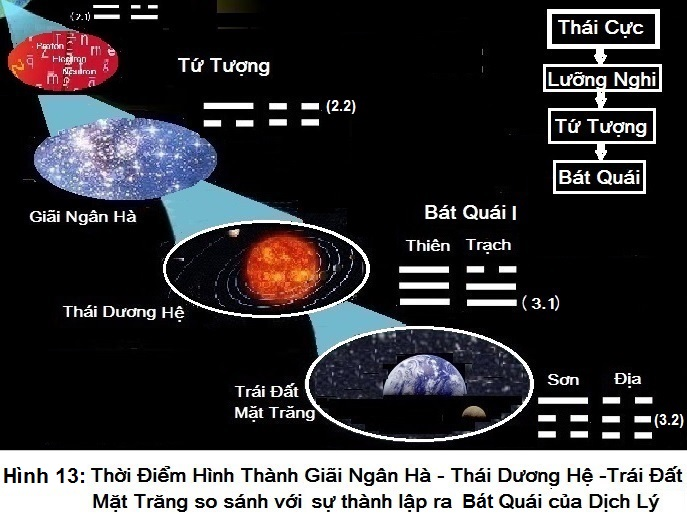 (2.1)
Proton
Electron
Neutron
Tứ Tượng
(2.2)
Thái Cực
Lưỡng Nghi
Tứ Tượng
Bát Quái
Giãi Ngân Hà
Bát Quái I
Thiên Trạch
(3.1)
Thái Dương Hệ
Trái Đất
Mặt Trăng
Sơn Địa
(3.2)
Hình 13: Thời Điểm Hình Thành Giãi Ngân Hà - Thái Dương Hệ -Trái Đất
Mặt Trăng so sánh với sự thành lập ra Bát Quái của Dịch Lý